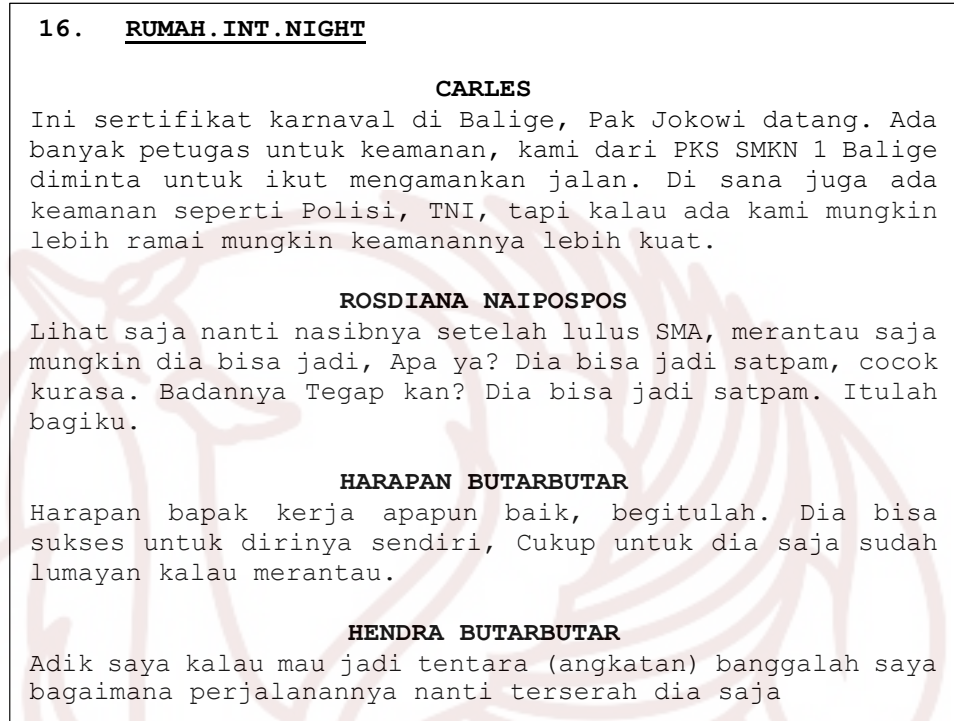 16. RUMAH.INT.NIGHT
CARLES
Ini sertifikat karnaval di Balige, Pak Jokowi datang. Ada
banyak petugas untuk keamanan, kami dari PKS SMKN 1 Balige
diminta untuk ikut mengamankan jalan. Di sana juga ada
keamanan seperti Polisi, TNI, tapi kalau ada kami mungkin
lebih ramai mungkin keamanannya lebih kuat.
ROSDIANA NAIPOSPOS
Lihat saja nanti nasibnya setelah lulus SMA, merantau saja
mungkin dia bisa jadi, Apa ya? Dia bisa jadi satpam, cocok
kurasa. Badannya Tegap kan? Dia bisa jadi satpam. Itulah
bagiku.
HARAPAN BUTARBUTAR
Harapan bapak kerja apapun baik, begitulah. Dia bisa
sukses untuk dirinya sendiri, Cukup untuk dia saja sudah
lumayan kalau merantau.
HENDRA BUTARBUTAR
Adik saya kalau mau jadi tentara (angkatan) banggalah saya
bagaimana perjalanannya nanti terserah dia saja